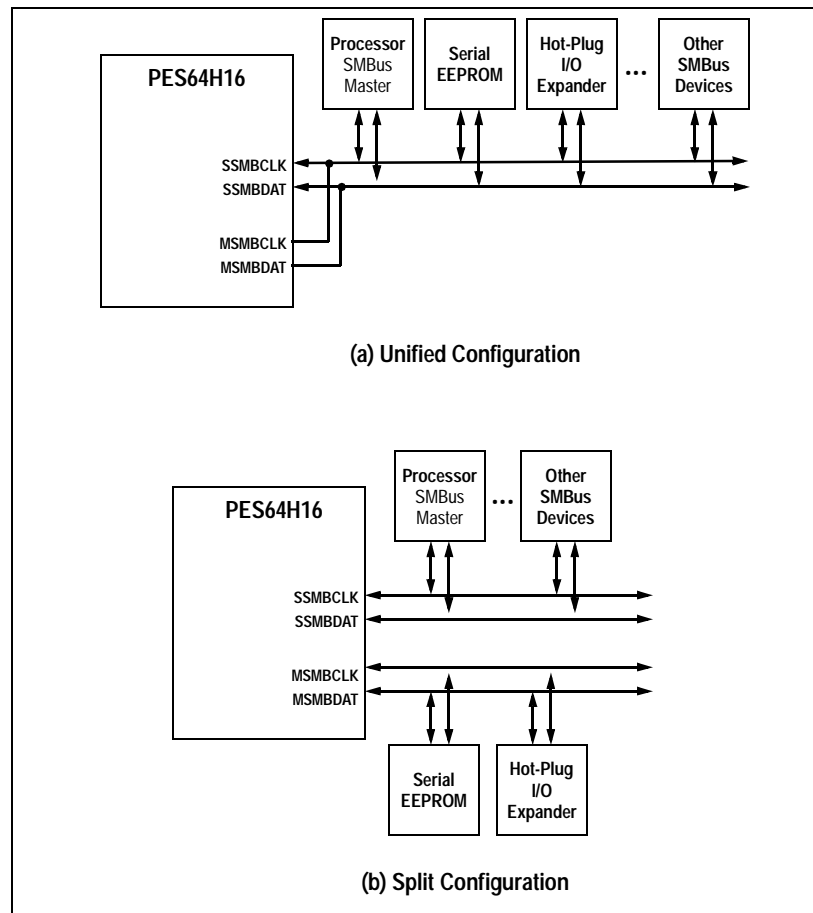 PES64H16
Processor
SMBus
Master
Serial
EEPROM
Hot-Plug
I/O
Expander
...
Other
SMBus
Devices
SSMBCLK
SSMBDAT
MSMBCLK
MSMBDAT
(a) Unified Configuration
PES64H16
Processor
SMBus
Master
...
Other
SMBus
Devices
SSMBCLK
SSMBDAT
MSMBCLK
MSMBDAT
Serial
EEPROM
Hot-Plug
I/O
Expander
(b) Split Configuration